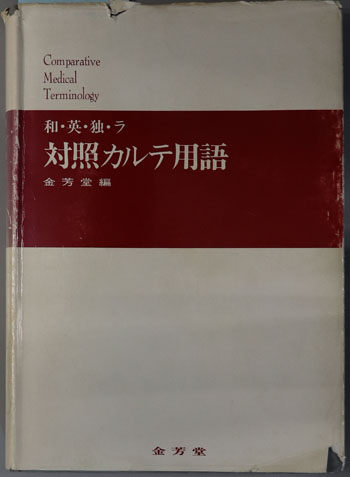 Comparative
Medical
Terminology
和・英・独・ラ
対照カルテ用語
金芳堂編
金芳堂